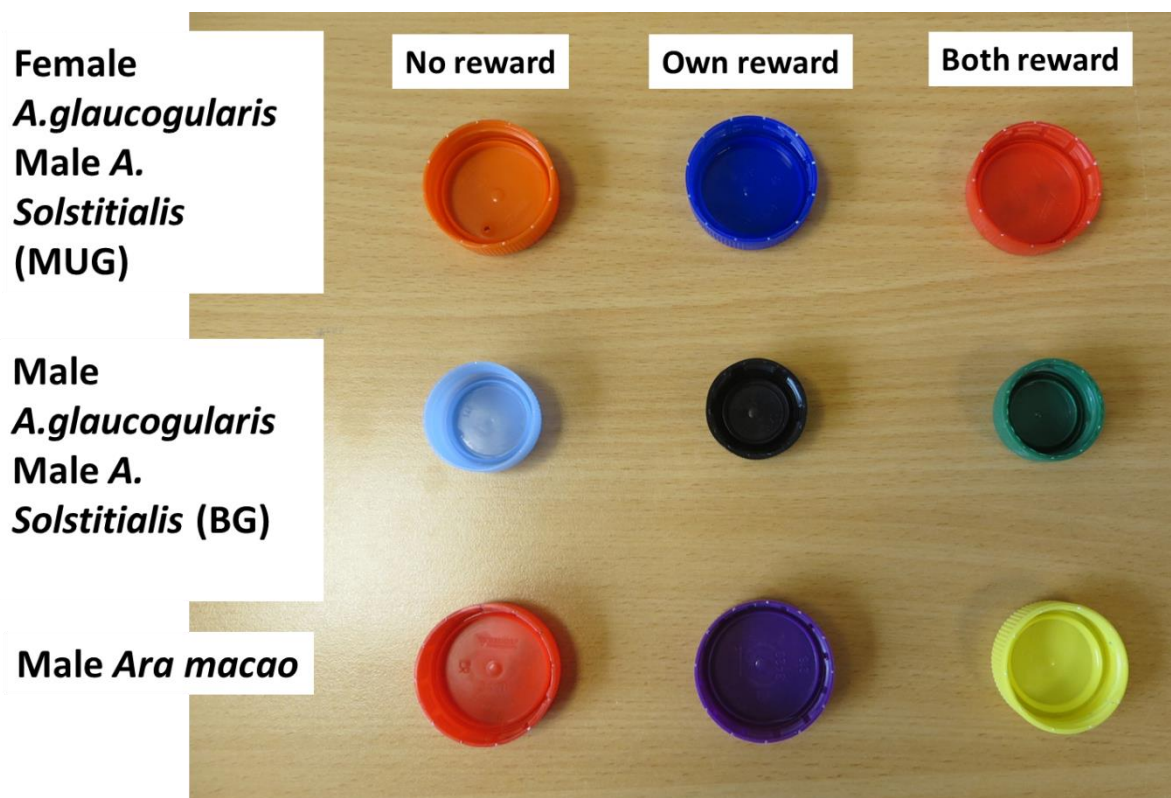 No reward
Own reward
Both reward
Female
A.glaucogularis
Male A.
Solstitialis
(MUG)
Male
A.glaucogularis
Male A.
Solstitialis (BG)
Male Ara macao